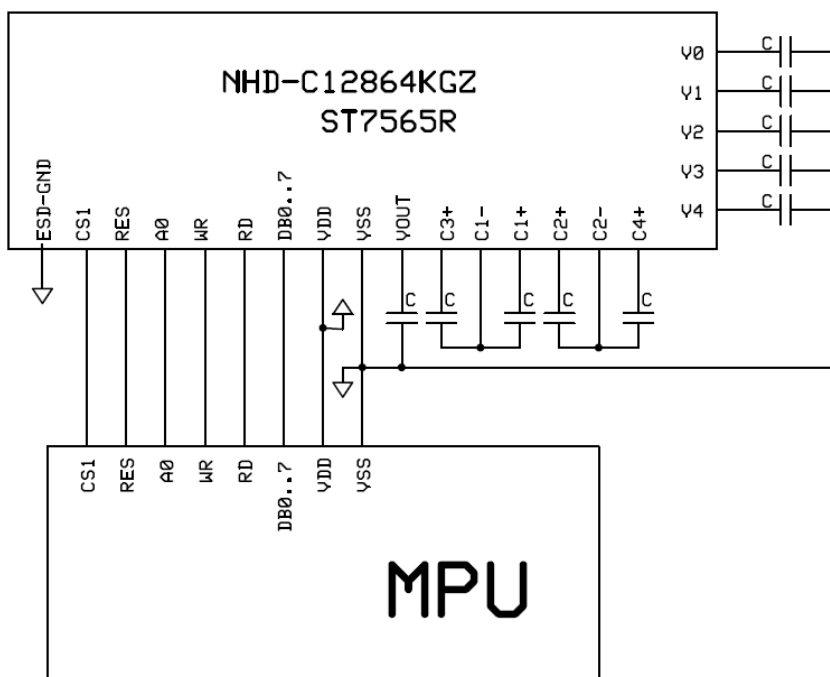 NHD-C12864KGZ
ST7565R
V0
V1
V2
V3
V4
C
C
C
C
C
ESD-GND
CS1
RES
A0
WR
RD
DB0..7
VDD
VSS
VOUT
C3+
C1-
C1+
C2+
C2-
C4+
C
C
C
C
C
CS1
RES
A0
WR
RD
DB0..7
VDD
VSS
MPU